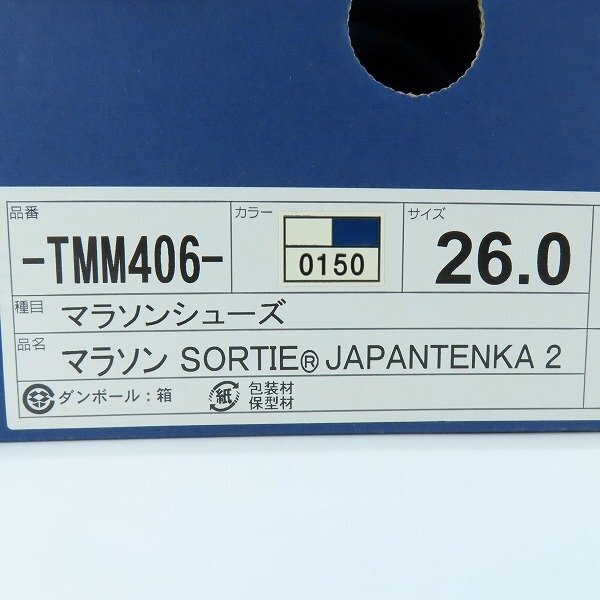 品番 カラー サイズ
-TMM406- 0150 26.0
種目 マラソンシューズ
品名 マラソン SORTIE® JAPANTENKA 2
ダンボール:箱 紙 包装材
保型材